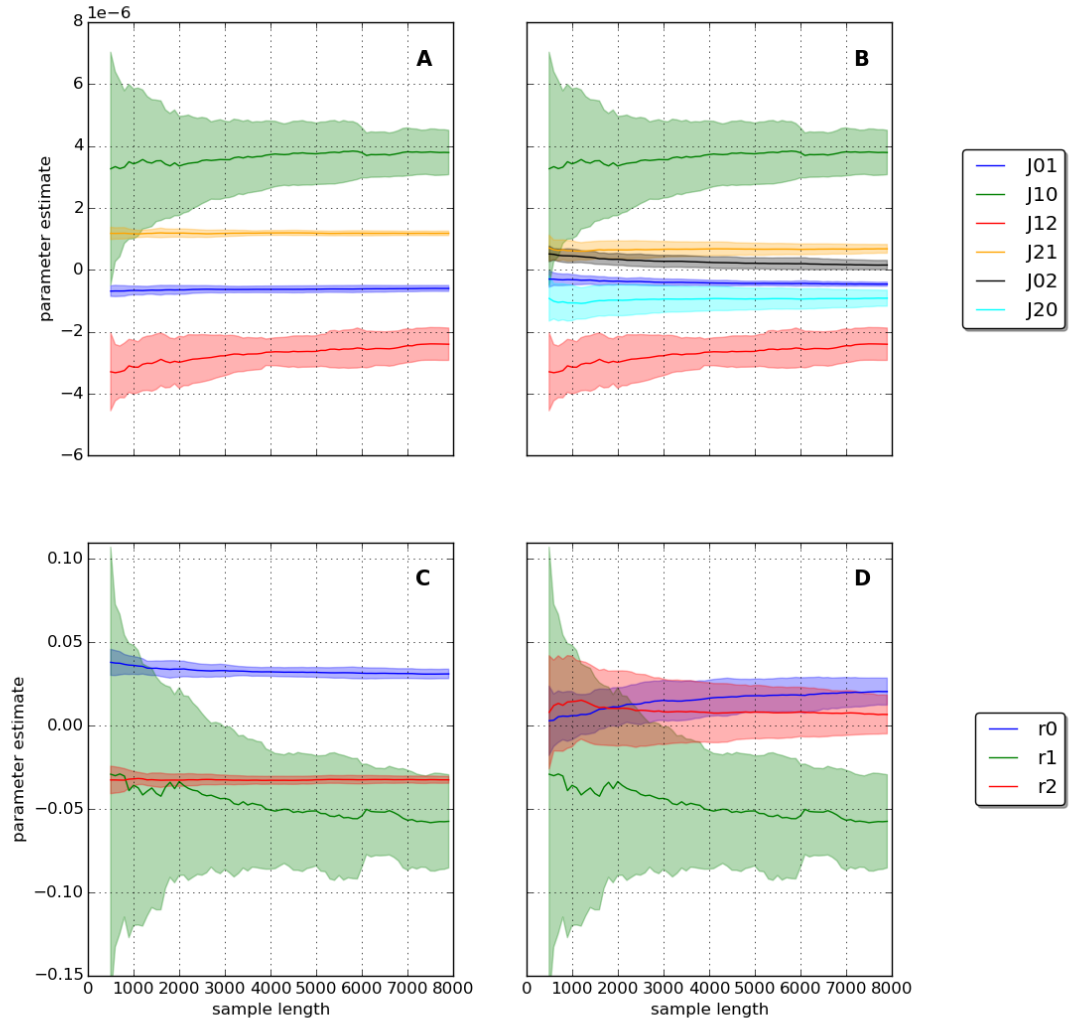 1e−6
A
B
8
6
4
2
0
−2
−4
−6
parameter estimate
J01
J10
J12
J21
J02
J20
C
D
0.10
0.05
0.00
−0.05
−0.10
−0.15
parameter estimate
0 1000 2000 3000 4000 5000 6000 7000 8000
1000 2000 3000 4000 5000 6000 7000 8000
sample length
sample length
r0
r1
r2